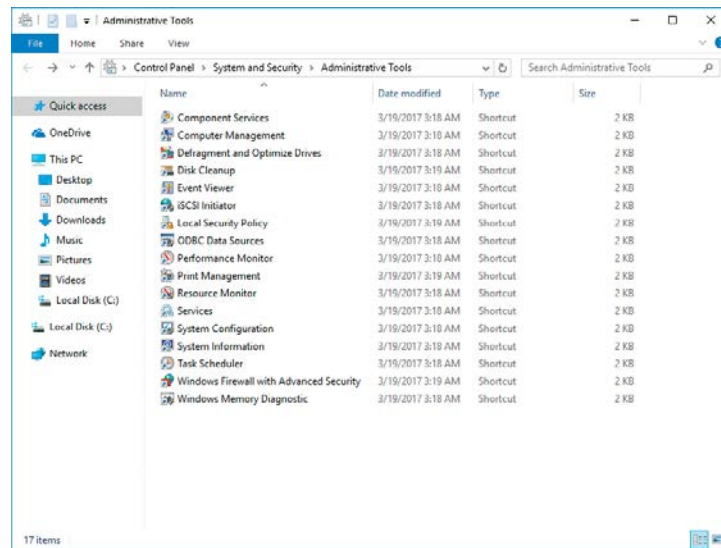 Administrative Tools
File Home Share View
Control Panel System and Security Administrative Tools Search Administrative Tools
Name Date modified Type Size
Quick access
OneDrive
This PC
Desktop
Documents
Downloads
Music
Pictures
Videos
Local Disk (C:)
Local Disk (C:)
Network
Component Services 3/19/2017 3:18 AM Shortcut 2 KB
Computer Management 3/19/2017 3:18 AM Shortcut 2 KB
Defragment and Optimize Drives 3/19/2017 3:18 AM Shortcut 2 KB
Disk Cleanup 3/19/2017 3:19 AM Shortcut 2 KB
Event Viewer 3/19/2017 3:18 AM Shortcut 2 KB
iSCSI Initiator 3/19/2017 3:18 AM Shortcut 2 KB
Local Security Policy 3/19/2017 3:19 AM Shortcut 2 KB
ODBC Data Sources 3/19/2017 3:18 AM Shortcut 2 KB
Performance Monitor 3/19/2017 3:18 AM Shortcut 2 KB
Print Management 3/19/2017 3:19 AM Shortcut 2 KB
Resource Monitor 3/19/2017 3:18 AM Shortcut 2 KB
Services 3/19/2017 3:18 AM Shortcut 2 KB
System Configuration 3/19/2017 3:18 AM Shortcut 2 KB
System Information 3/19/2017 3:18 AM Shortcut 2 KB
Task Scheduler 3/19/2017 3:18 AM Shortcut 2 KB
Windows Firewall with Advanced Security 3/19/2017 3:19 AM Shortcut 2 KB
Windows Memory Diagnostic 3/19/2017 3:18 AM Shortcut 2 KB
17 items